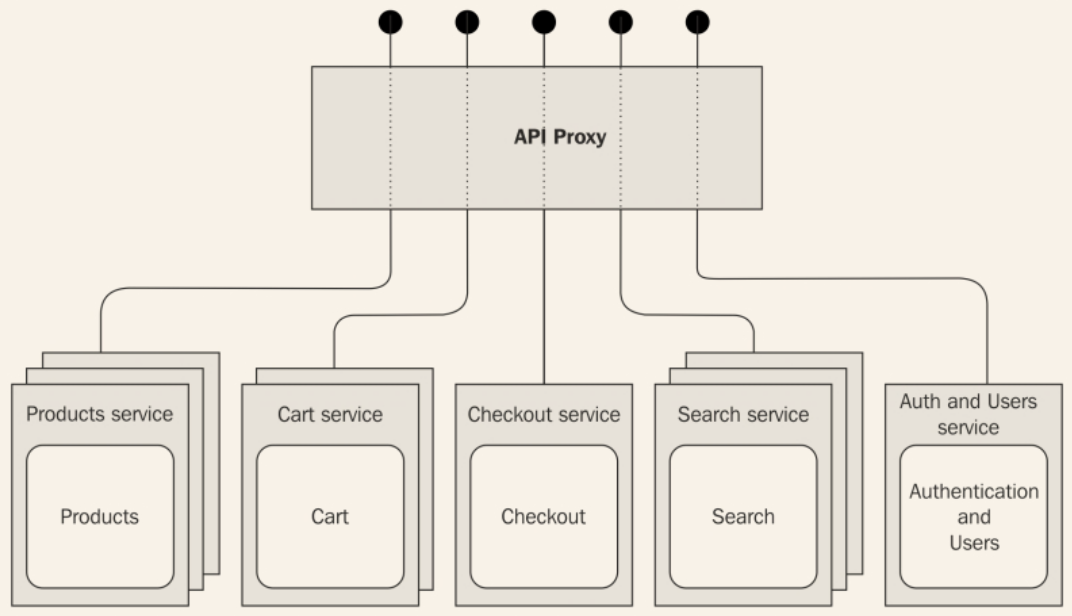 API Proxy
Products service
Cart service
Checkout service
Search service
Auth and Users
service
Products
Cart
Checkout
Search
Authentication
and
Users